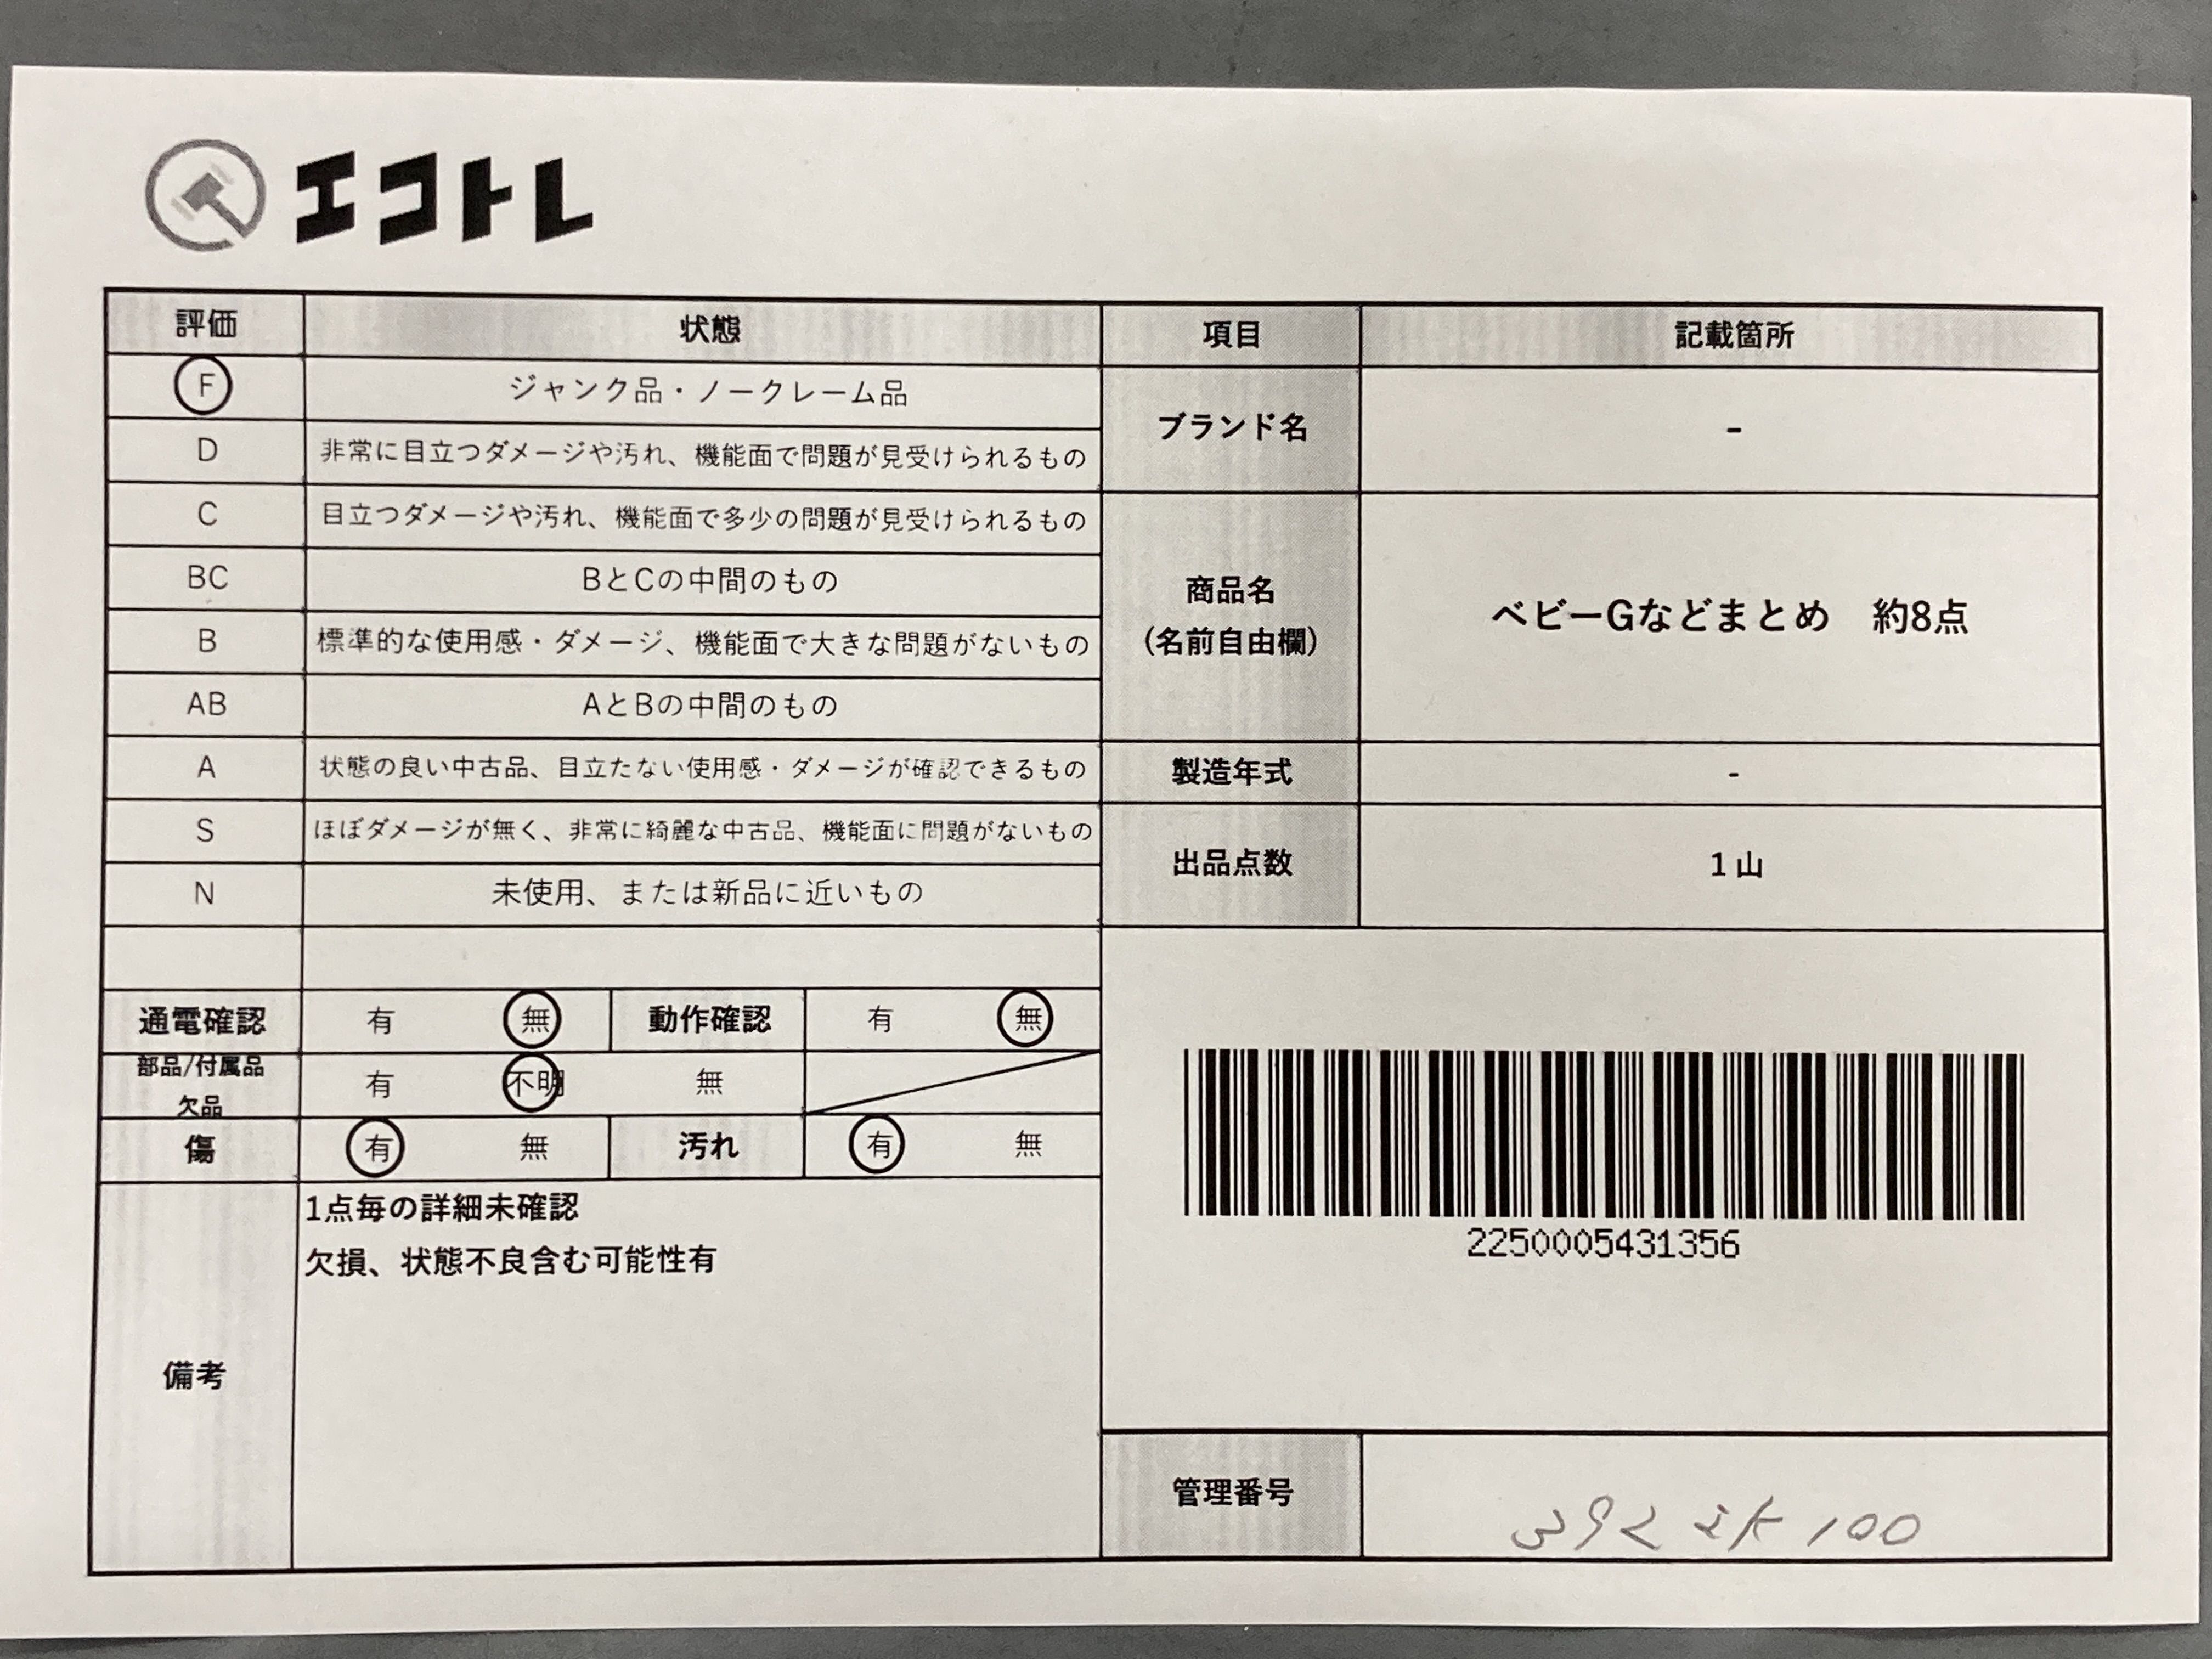 エコトレ
評価 状態 項目 記載箇所
F ジャンク品・ノークレーム品
D 非常に目立つダメージや汚れ、機能面で問題が見受けられるもの
ブランド名 -
C 目立つダメージや汚れ、機能面で多少の問題が見受けられるもの
BC BとCの中間のもの
商品名
(名前自由欄)
ベビーGなどまとめ 約8点
B 標準的な使用感・ダメージ、機能面で大きな問題がないもの
AB AとBの中間のもの
A 状態の良い中古品、目立たない使用感・ダメージが確認できるもの
製造年式 -
S ほぼダメージが無く、非常に綺麗な中古品、機能面に問題がないもの
出品点数 1山
N 未使用、または新品に近いもの
通電確認 有 無 動作確認 有 無
部品/付属品
欠品
有 不明 無
傷 有 無 汚れ 有 無
備考
1点毎の詳細未確認
欠損、状態不良含む可能性有
2250005431356
管理番号 100